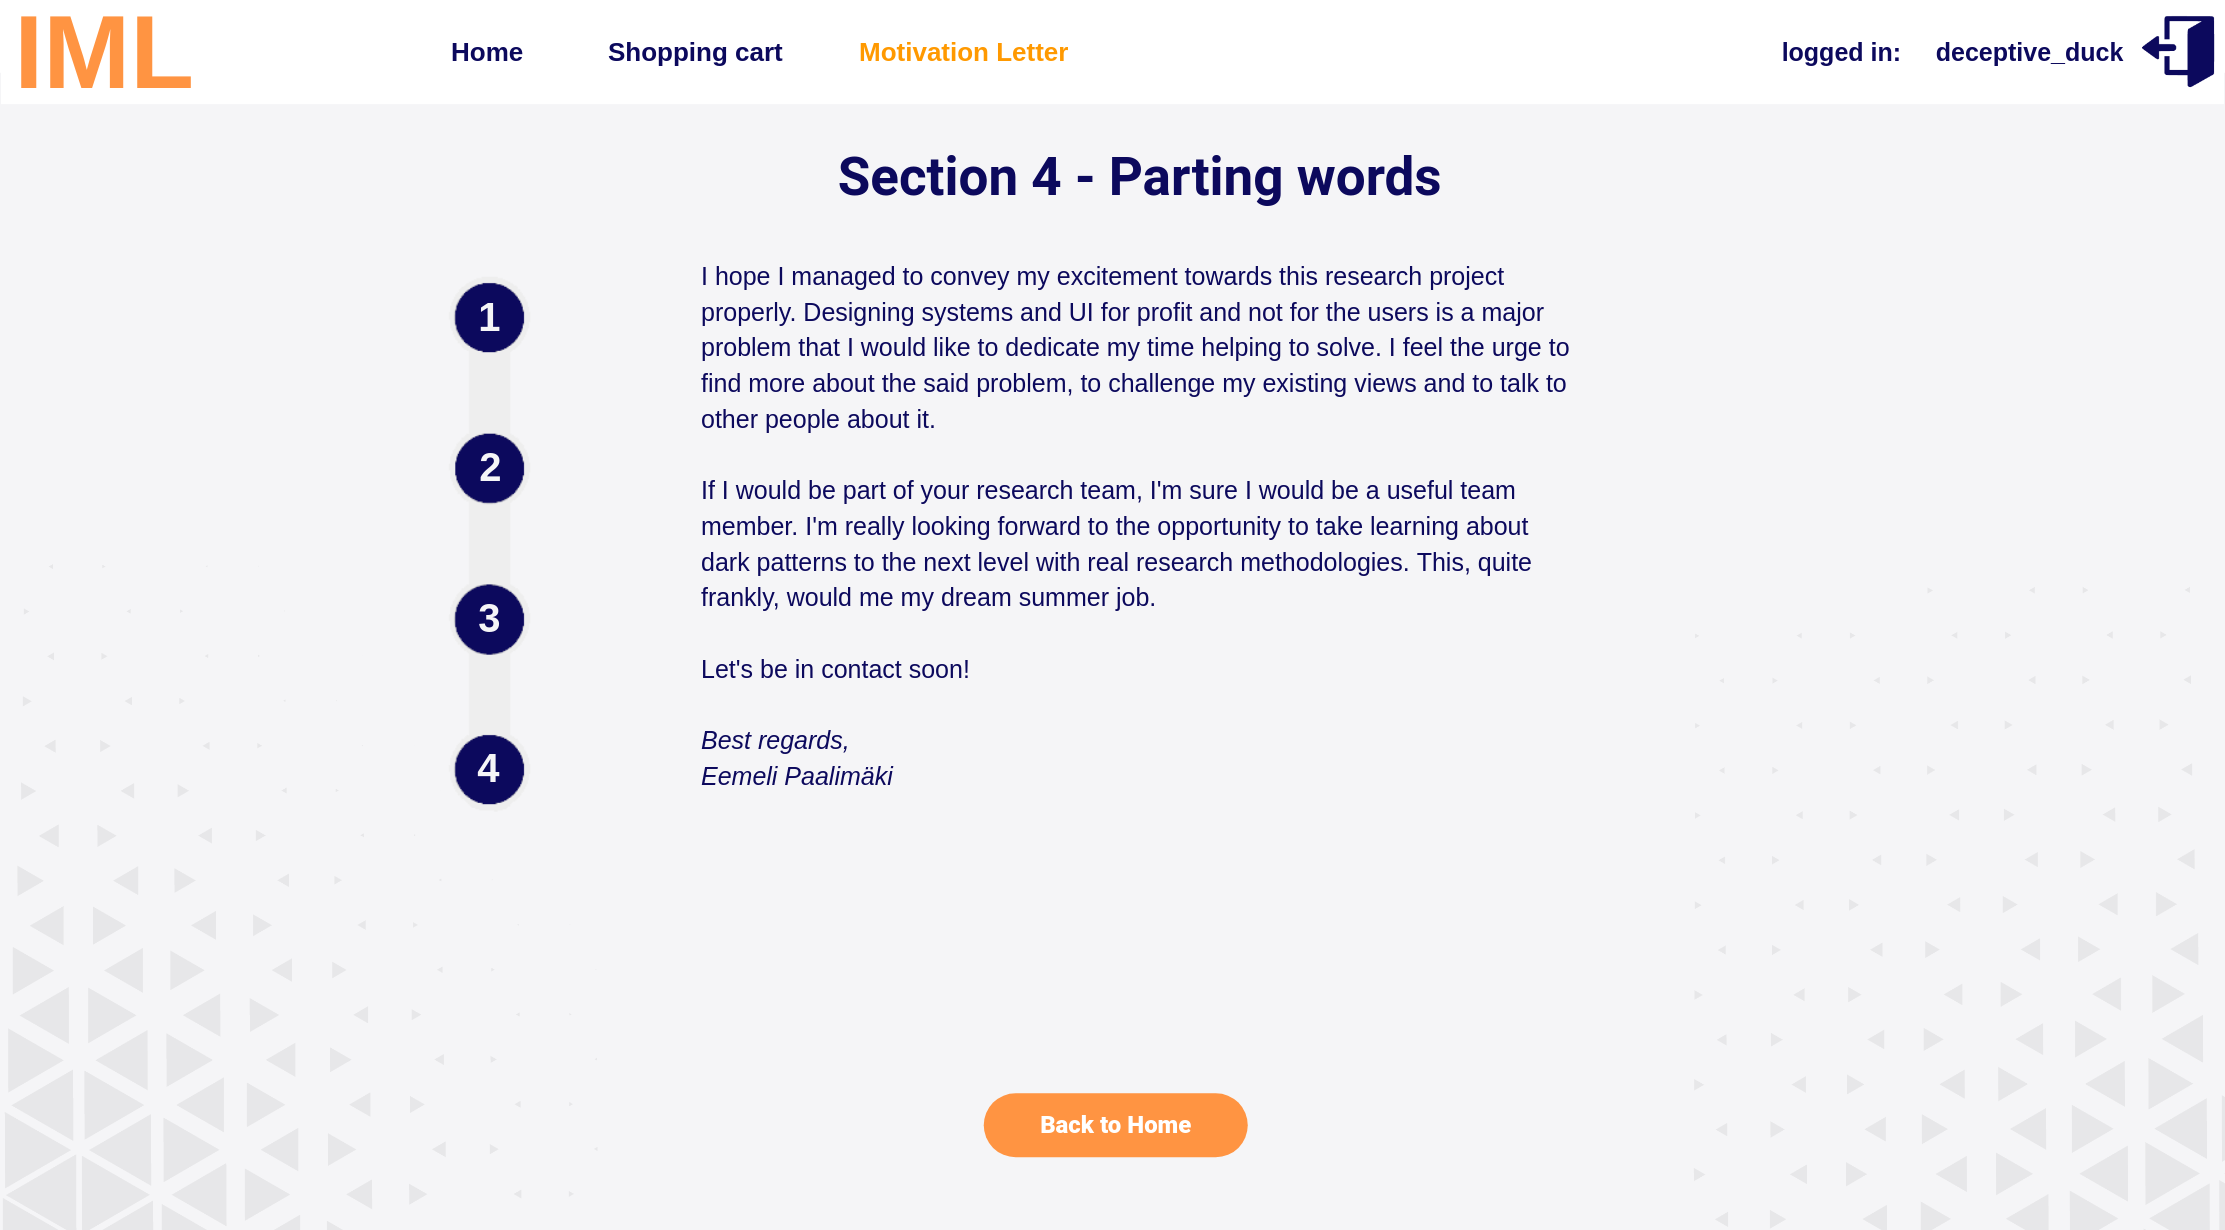 IML
Home
Shopping cart
Motivation Letter
logged in:
deceptive_duck
Section 4 - Parting words
1
2
3
4
I hope I managed to convey my excitement towards this research project
properly. Designing systems and UI for profit and not for the users is a major
problem that I would like to dedicate my time helping to solve. I feel the urge to
find more about the said problem, to challenge my existing views and to talk to
other people about it.
If I would be part of your research team, I'm sure I would be a useful team
member. I'm really looking forward to the opportunity to take learning about
dark patterns to the next level with real research methodologies. This, quite
frankly, would me my dream summer job.
Let's be in contact soon!
Best regards,
Eemeli Paalimäki
Back to Home